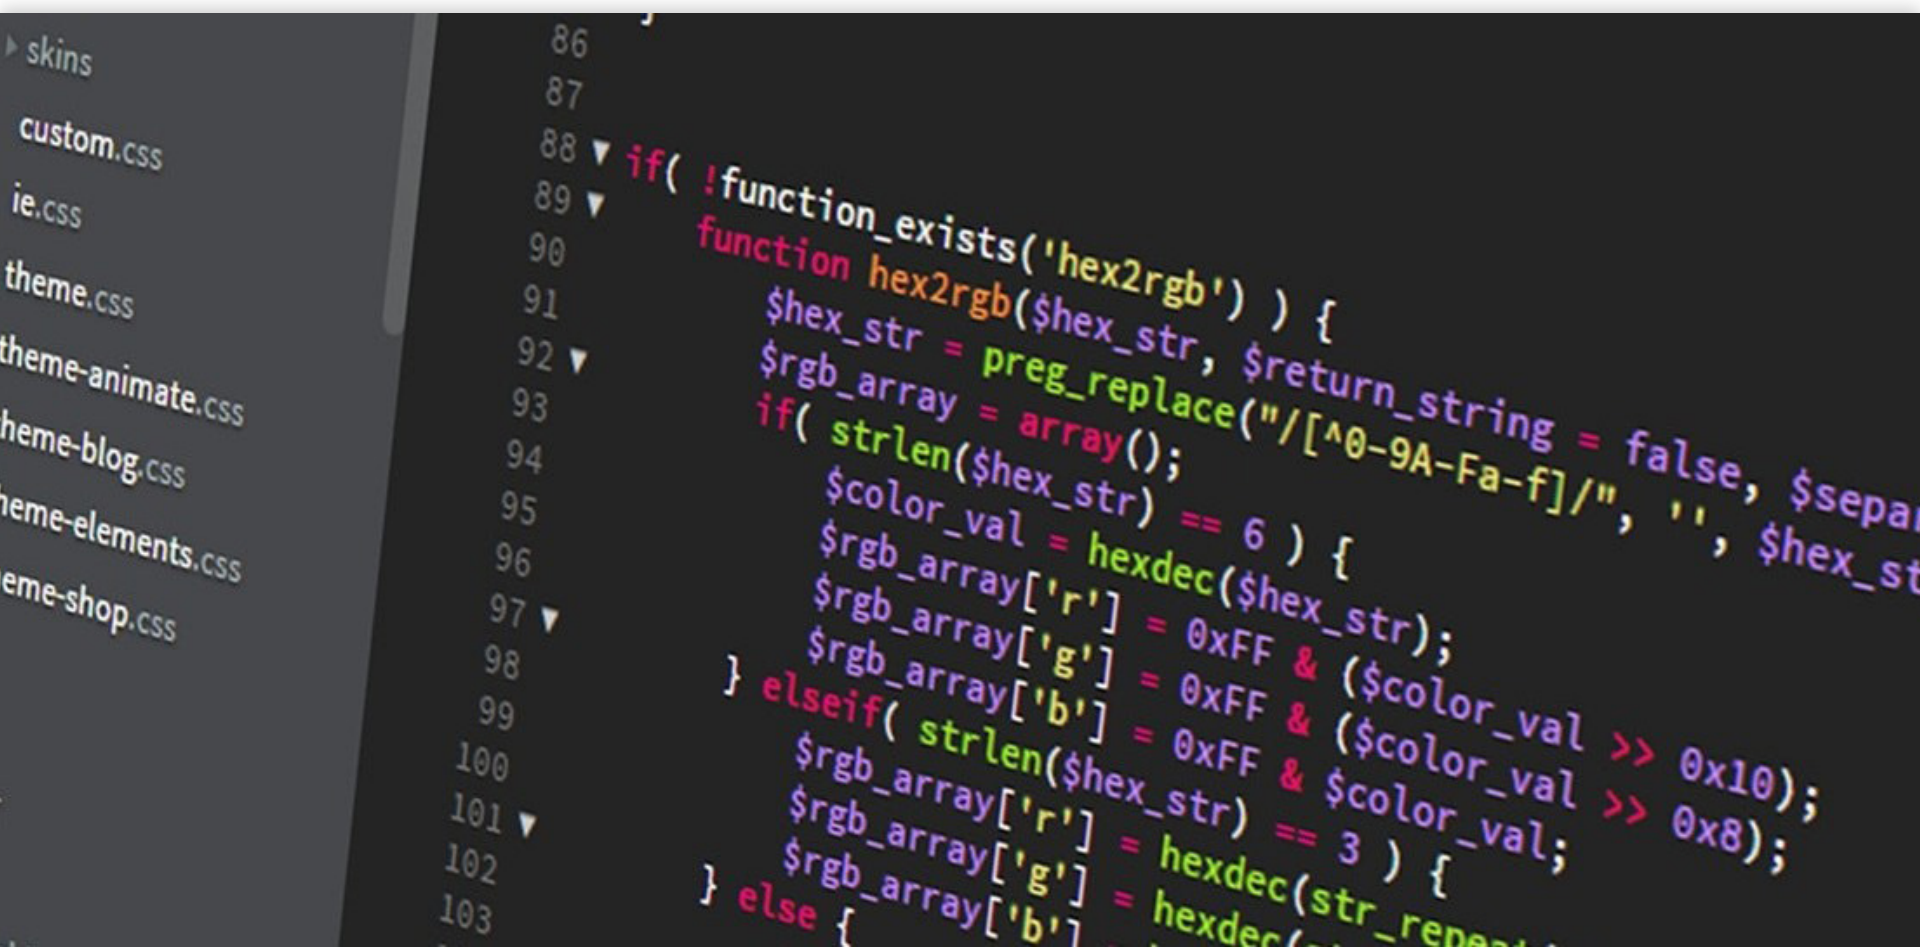 skins
custom.css
ie.css
theme.css
theme-animate.css
heme-blog.css
heme-elements.css
eme-shop.css
}
86
87
88 if( !function_exists('hex2rgb') ) {
89 function hex2rgb($hex_str, $return_string = false, $separ
90 $hex_str = preg_replace("/[^0-9A-Fa-f]/", '', $hex_st
91 $rgb_array = array();
92 if( strlen($hex_str) == 6 ) {
93 $color_val = hexdec($hex_str);
94 $rgb_array['r'] = 0xFF & ($color_val >> 0x10);
95 $rgb_array['g'] = 0xFF & ($color_val >> 0x8);
96 $rgb_array['b'] = 0xFF & $color_val;
97 } elseif( strlen($hex_str) == 3 ) {
98 $rgb_array['r'] = hexdec(str_repea
99 $rgb_array['g'] = hexdec(
100 $rgb_array['b']
101 } else {
102
103